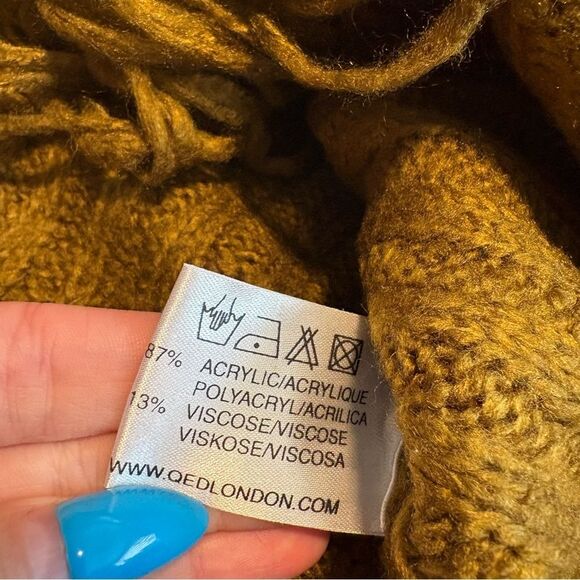 87% ACRYLIC/ACRYLIQUE
POLYACRYL/ACRILICA
13% VISCOSE/VISCOSE
VISKOSE/VISCOSA
WWW.QEDLONDON.COM